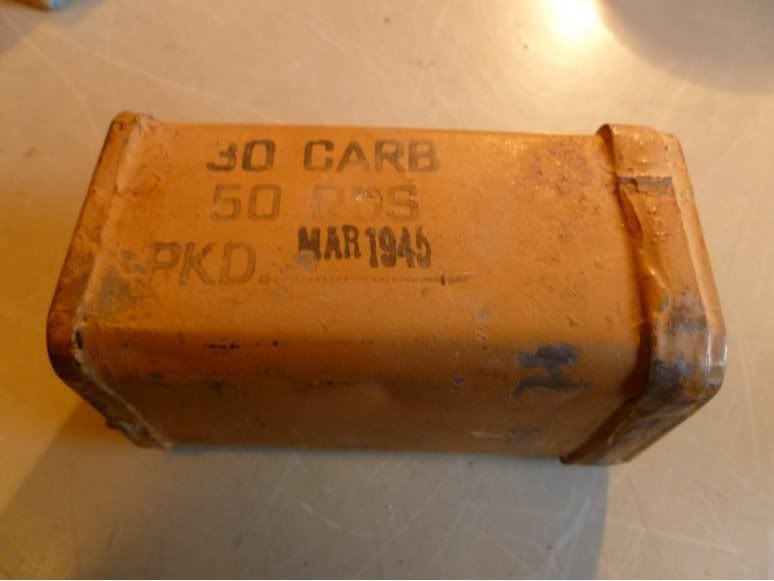 30 CARB
50 RDS
PKD. MAR 1945